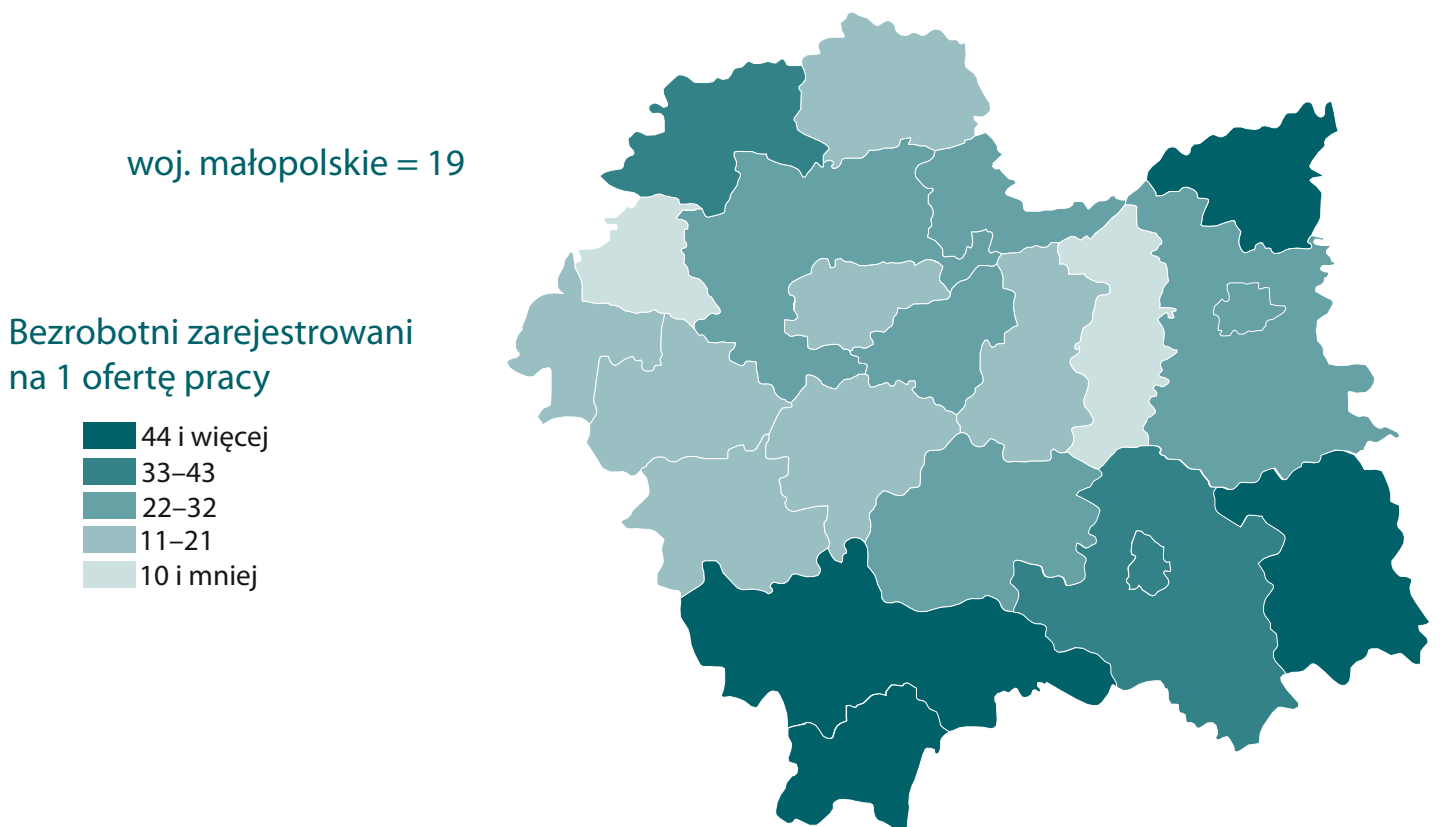 woj. małopolskie = 19
Bezrobotni zarejestrowani
na 1 ofertę pracy
44 i więcej
33–43
22–32
11–21
10 i mniej